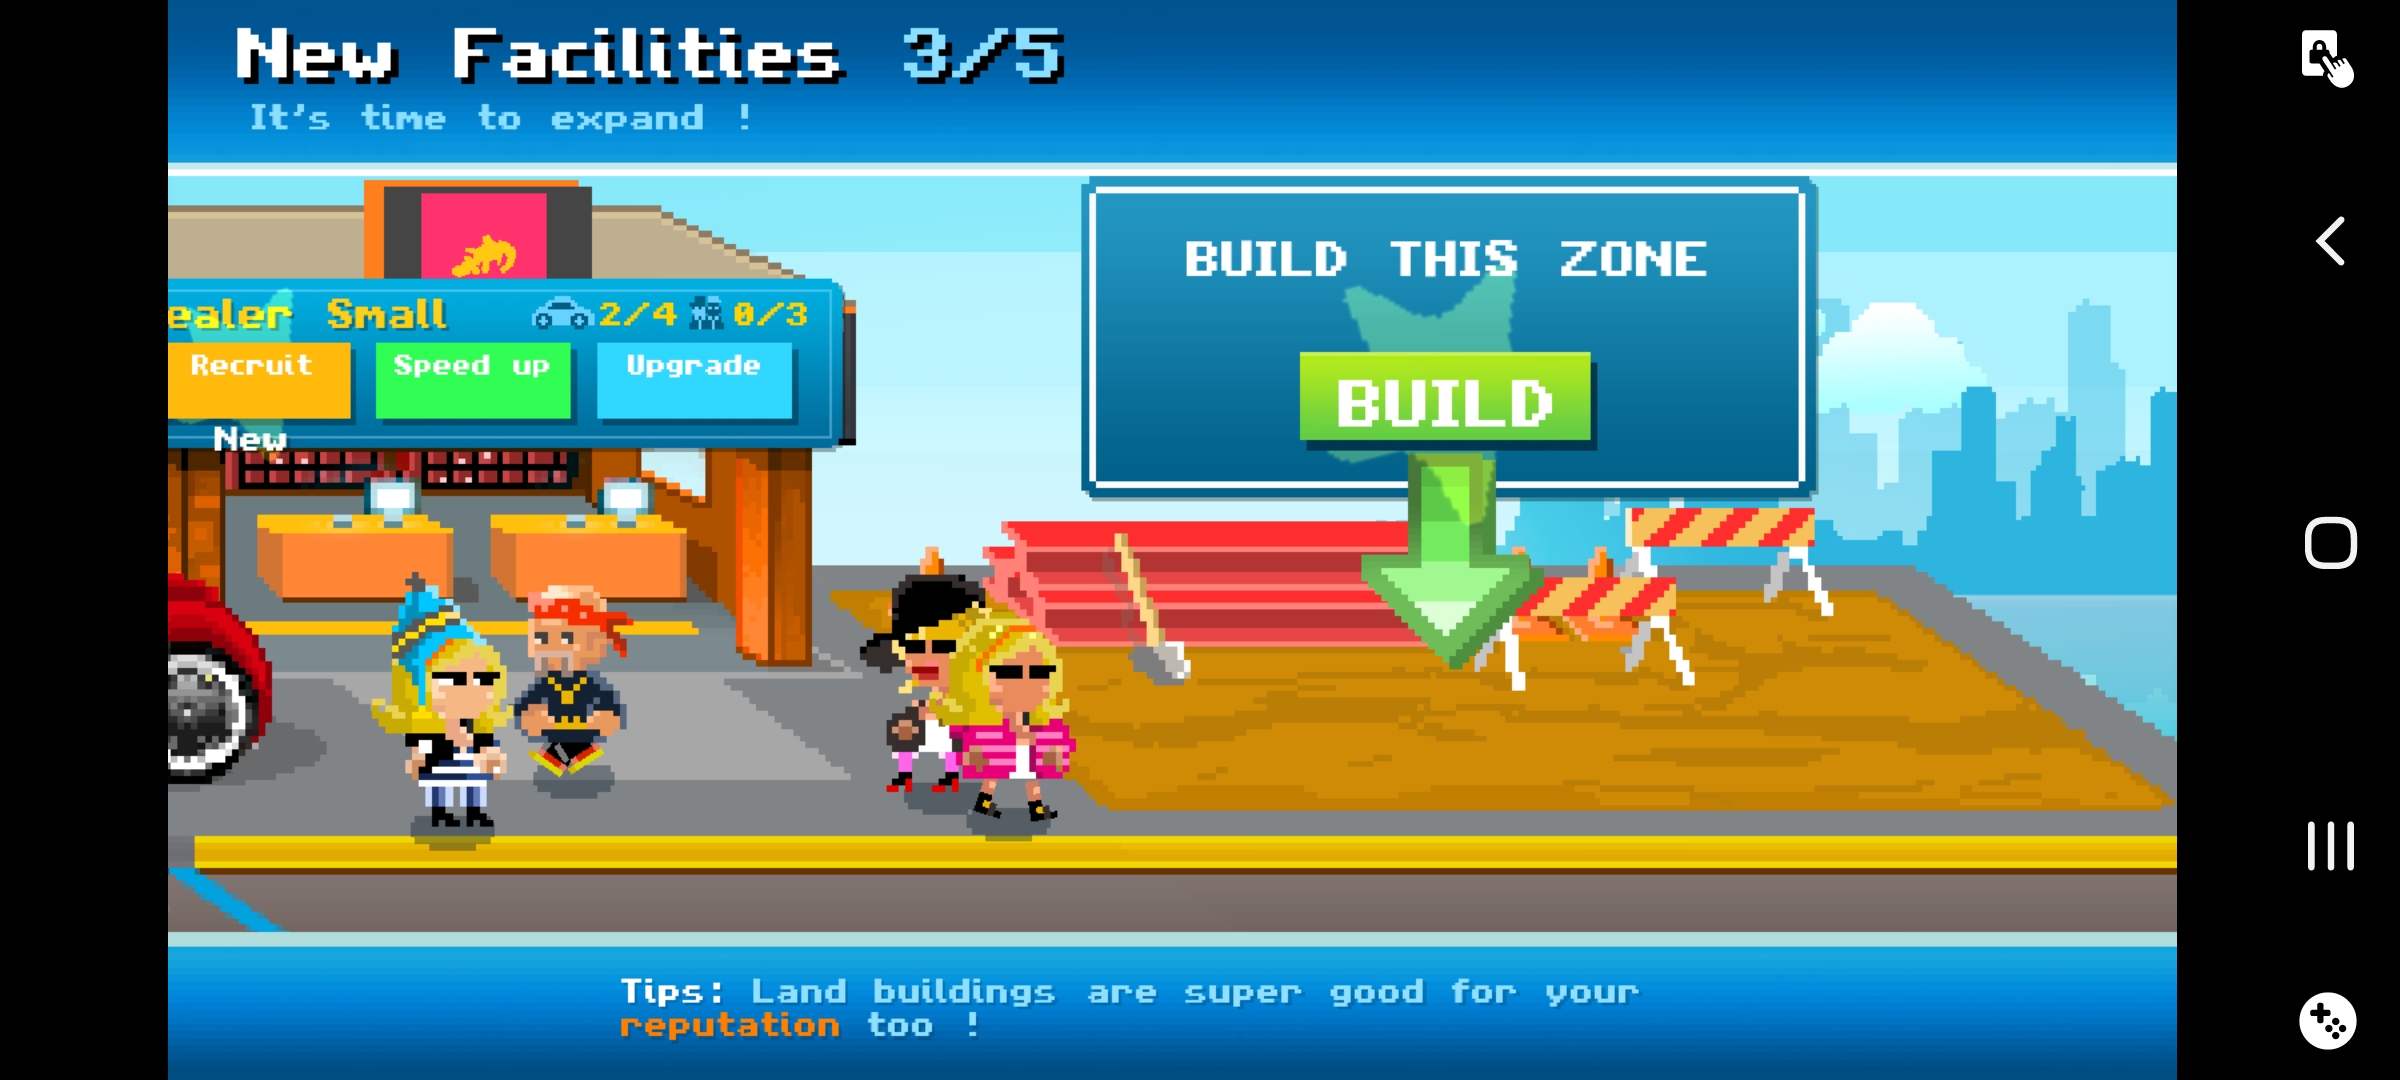 New Facilities 3/5
It's time to expand !
BUILD THIS ZONE
BUILD
ealer Small 2/4 0/3
Recruit Speed up Upgrade
New
Tips: Land buildings are super good for your
reputation too !